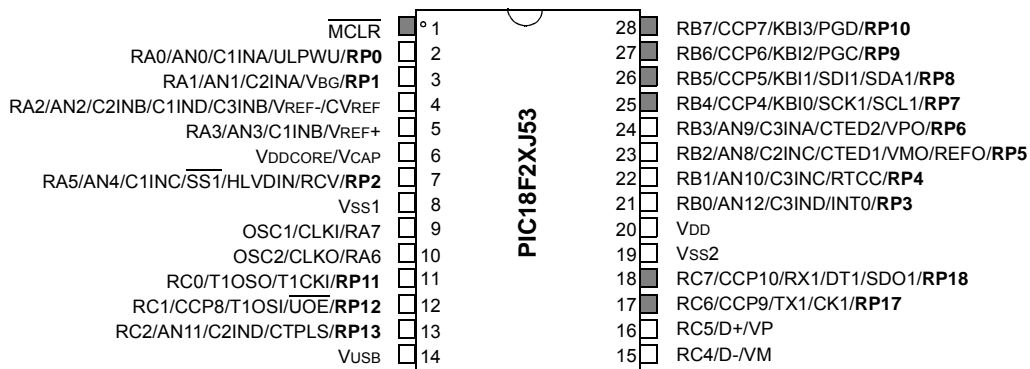 MCLR 1
RA0/AN0/C1INA/ULPWU/RP0 2
RA1/AN1/C2INA/VBG/RP1 3
RA2/AN2/C2INB/C1IND/C3INB/VREF-/CVREF 4
RA3/AN3/C1INB/VREF+ 5
VDDCORE/VCAP 6
RA5/AN4/C1INC/SS1/HLVDIN/RCV/RP2 7
VSS1 8
OSC1/CLKI/RA7 9
OSC2/CLKO/RA6 10
RC0/T1OSO/T1CKI/RP11 11
RC1/CCP8/T1OSI/UOE/RP12 12
RC2/AN11/C2IND/CTPLS/RP13 13
VUSB 14
PIC18F2XJ53
28 RB7/CCP7/KBI3/PGD/RP10
27 RB6/CCP6/KBI2/PGC/RP9
26 RB5/CCP5/KBI1/SDI1/SDA1/RP8
25 RB4/CCP4/KBI0/SCK1/SCL1/RP7
24 RB3/AN9/C3INA/CTED2/VPO/RP6
23 RB2/AN8/C2INC/CTED1/VMO/REFO/RP5
22 RB1/AN10/C3INC/RTCC/RP4
21 RB0/AN12/C3IND/INT0/RP3
20 VDD
19 VSS2
18 RC7/CCP10/RX1/DT1/SDO1/RP18
17 RC6/CCP9/TX1/CK1/RP17
16 RC5/D+/VP
15 RC4/D-/VM